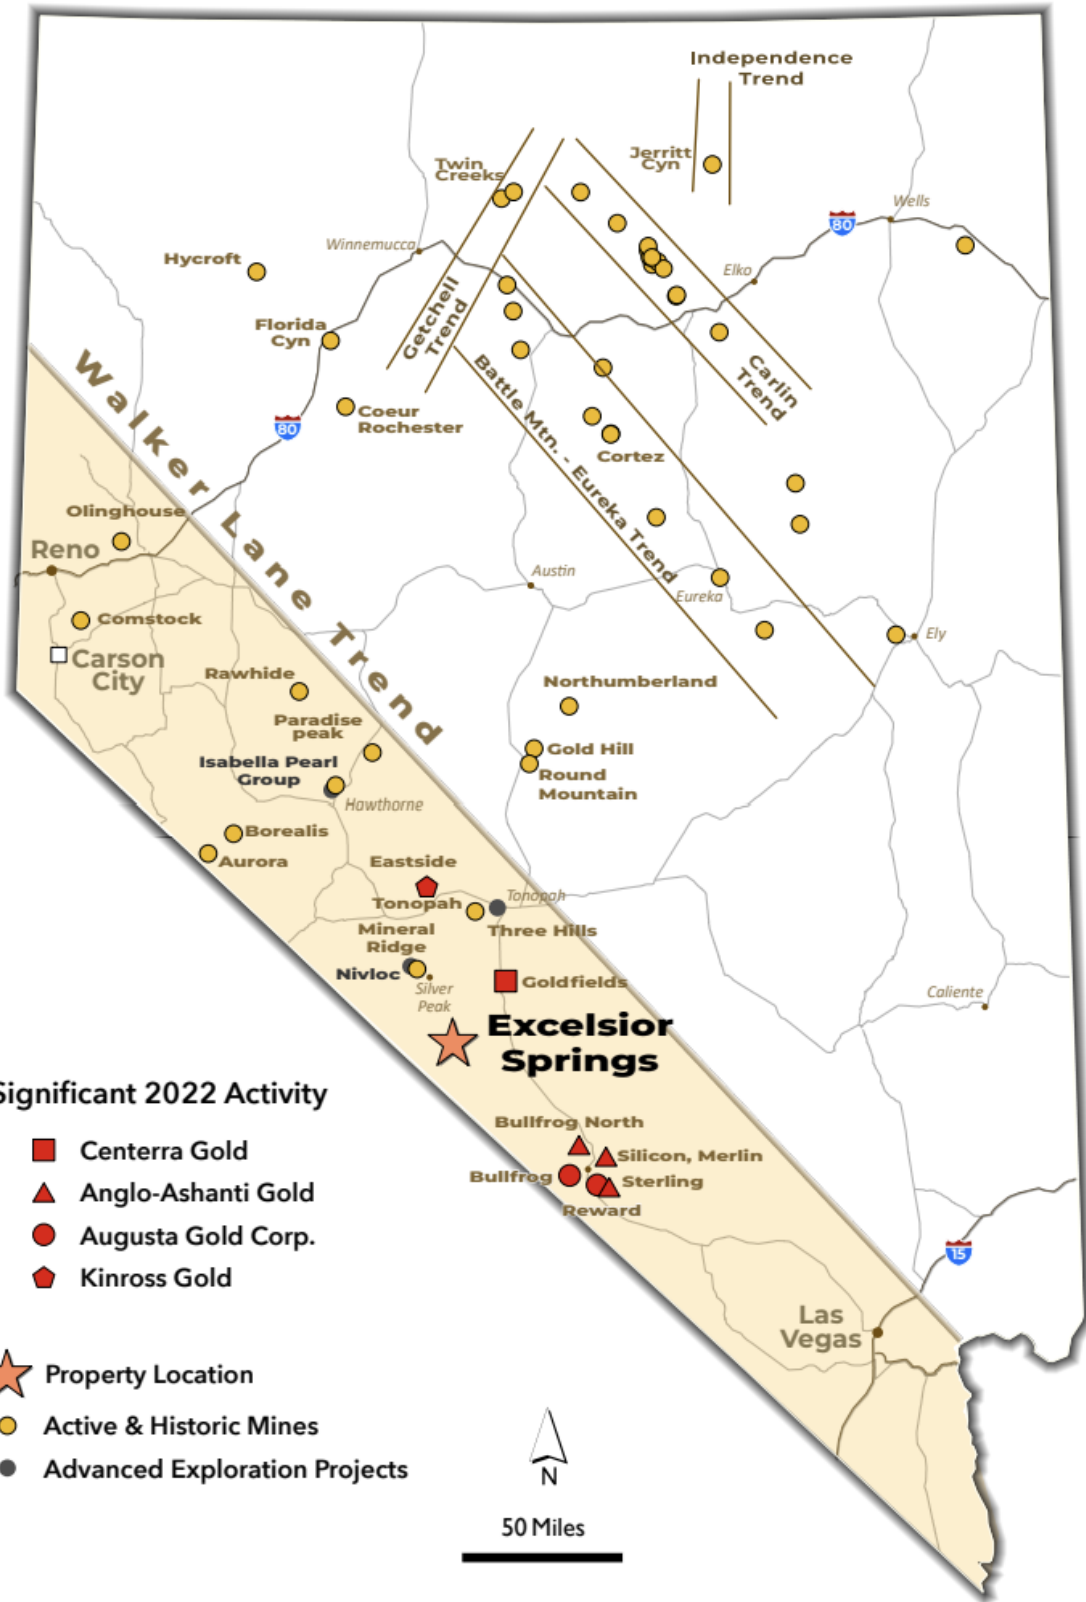 Independence
Trend
Jerritt
Cyn
Twin
Creeks
Wells
80
Winnemucca
Hycroft
Elko
Getchell
Trend
Florida
Cyn
Carlin
Trend
Battle Mtn. - Eureka Trend
Coeur
Rochester
80
Cortez
Walker Lane Trend
Olinghouse
Reno
Austin
Eureka
Comstock
Ely
Carson
City
Rawhide
Northumberland
Paradise
peak
Gold Hill
Isabella Pearl
Group
Round
Mountain
Hawthorne
Borealis
Aurora
Eastside
Tonopah
Tonopah
Three Hills
Mineral
Ridge
Nivloc
Silver
Peak
Goldfields
Caliente
Excelsior
Springs
Significant 2022 Activity
Centerra Gold
Anglo-Ashanti Gold
Augusta Gold Corp.
Kinross Gold
Bullfrog North
Silicon, Merlin
Bullfrog
Sterling
Reward
15
Las
Vegas
Property Location
Active & Historic Mines
Advanced Exploration Projects
N
50 Miles